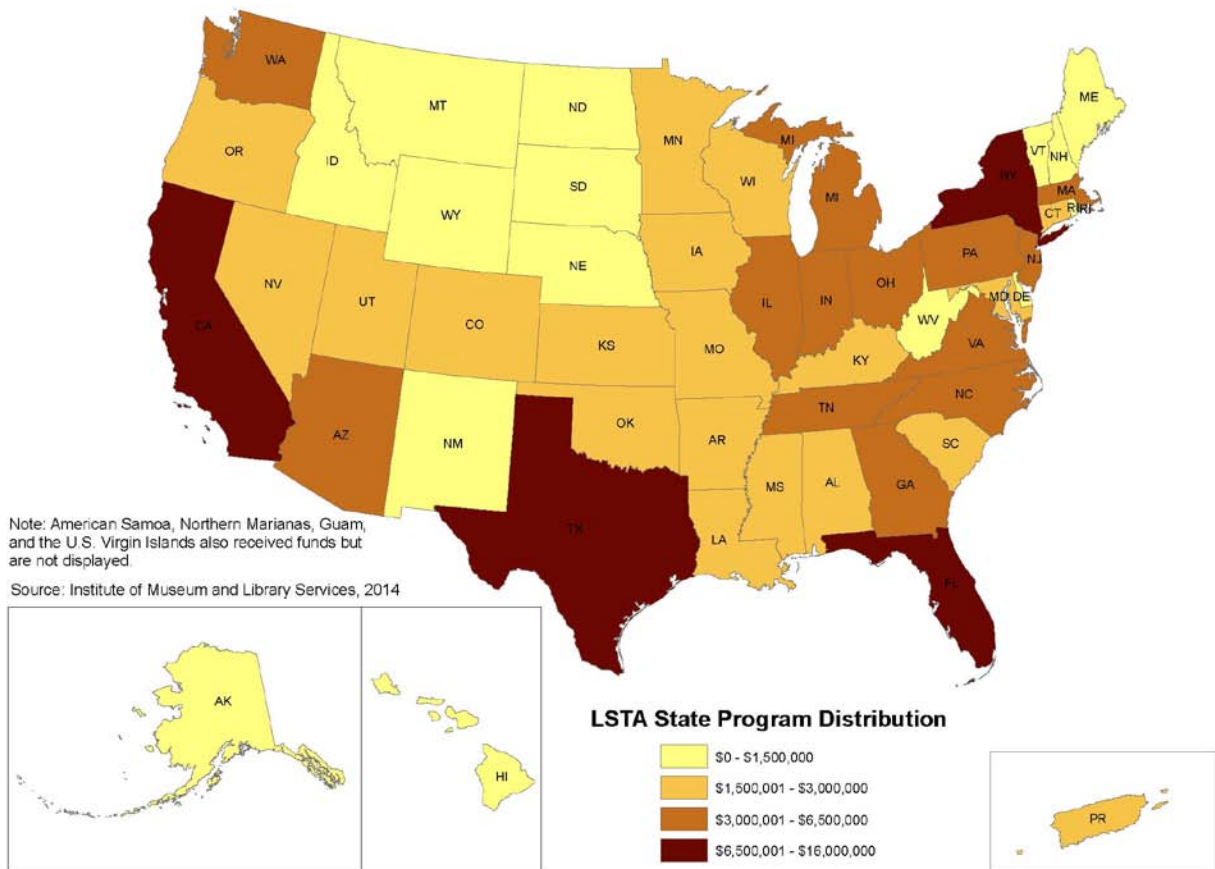 WA
MT
ND
MN
ME
OR
ID
SD
WI
MI
MI
VT
NH
NY
MA
CT
RI
RI
WY
NE
IA
PA
NJ
NV
UT
CO
IL
IN
OH
MD
DE
WV
VA
CA
KS
MO
KY
NC
TN
AZ
NM
OK
AR
SC
MS
AL
GA
TX
LA
FL
Note: American Samoa, Northern Marianas, Guam,
and the U.S. Virgin Islands also received funds but
are not displayed.
Source: Institute of Museum and Library Services, 2014
AK
HI
LSTA State Program Distribution
$0 - $1,500,000
$1,500,001 - $3,000,000
$3,000,001 - $6,500,000
$6,500,001 - $16,000,000
PR